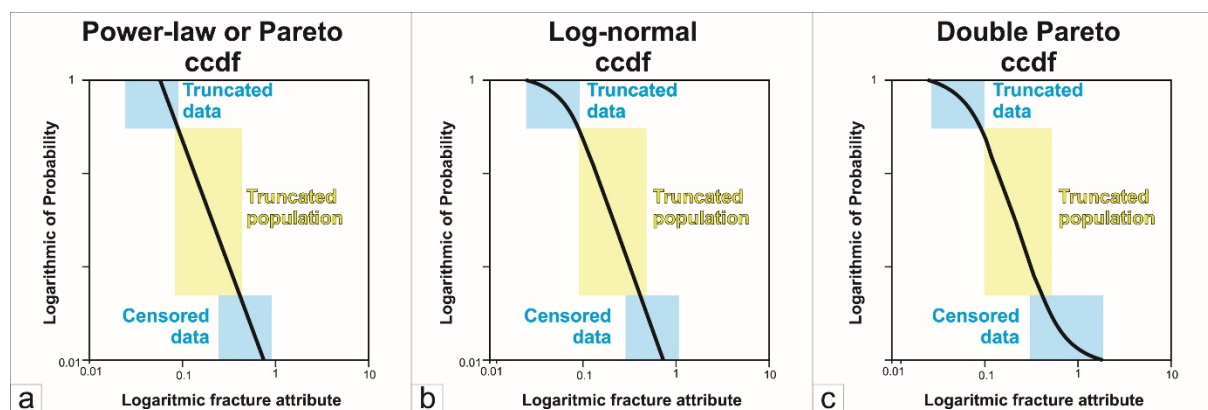 Power-law or Pareto
ccdf
1
Truncated
data
Truncated
population
Censored
data
Logarithmic of Probability
0.01
0.01
0.1
1
10
a
Logaritmic fracture attribute
Log-normal
ccdf
1
Truncated
data
Truncated
population
Censored
data
Logarithmic of Probability
0.01
0.01
0.1
1
10
b
Logaritmic fracture attribute
Double Pareto
ccdf
1
Truncated
data
Truncated
population
Censored
data
Logarithmic of Probability
0.01
0.01
0.1
1
10
c
Logaritmic fracture attribute